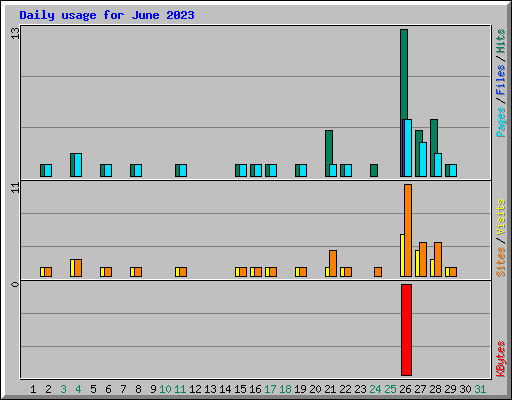 Daily usage for June 2023
13
11
0
Pages / Files / Hits
Sites / Visits
KBytes
1 2 3 4 5 6 7 8 9 10 11 12 13 14 15 16 17 18 19 20 21 22 23 24 25 26 27 28 29 30 31